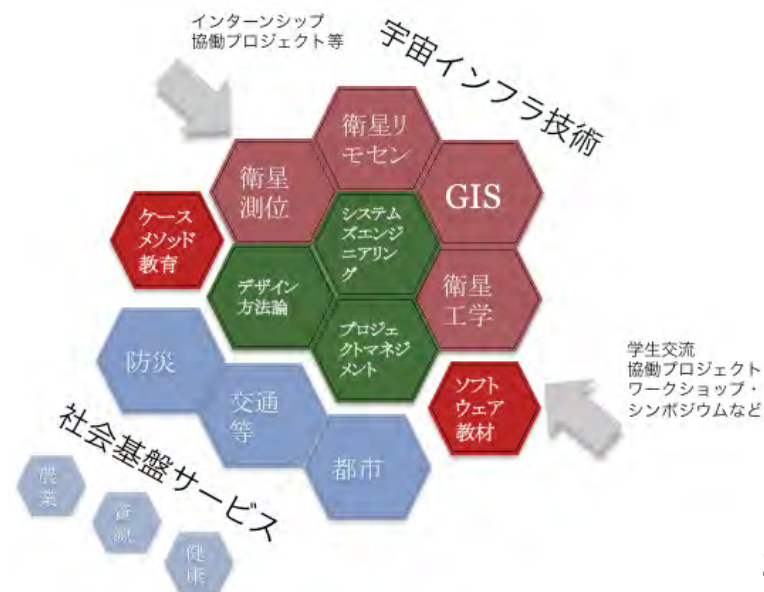 インターンシップ
協働プロジェクト等
宇宙インフラ技術
衛星リ
モセン
衛星
測位
GIS
ケース
メソッド
教育
システム
ズエンジ
ニアリン
グ
デザイン
方法論
衛星
工学
プロジェ
クトマネジ
メント
防災
交通
等
ソフト
ウェア
教材
学生交流
協働プロジェクト
ワークショップ・
シンポジウムなど
都市
社会基盤サービス
農
業
資
源
健
康